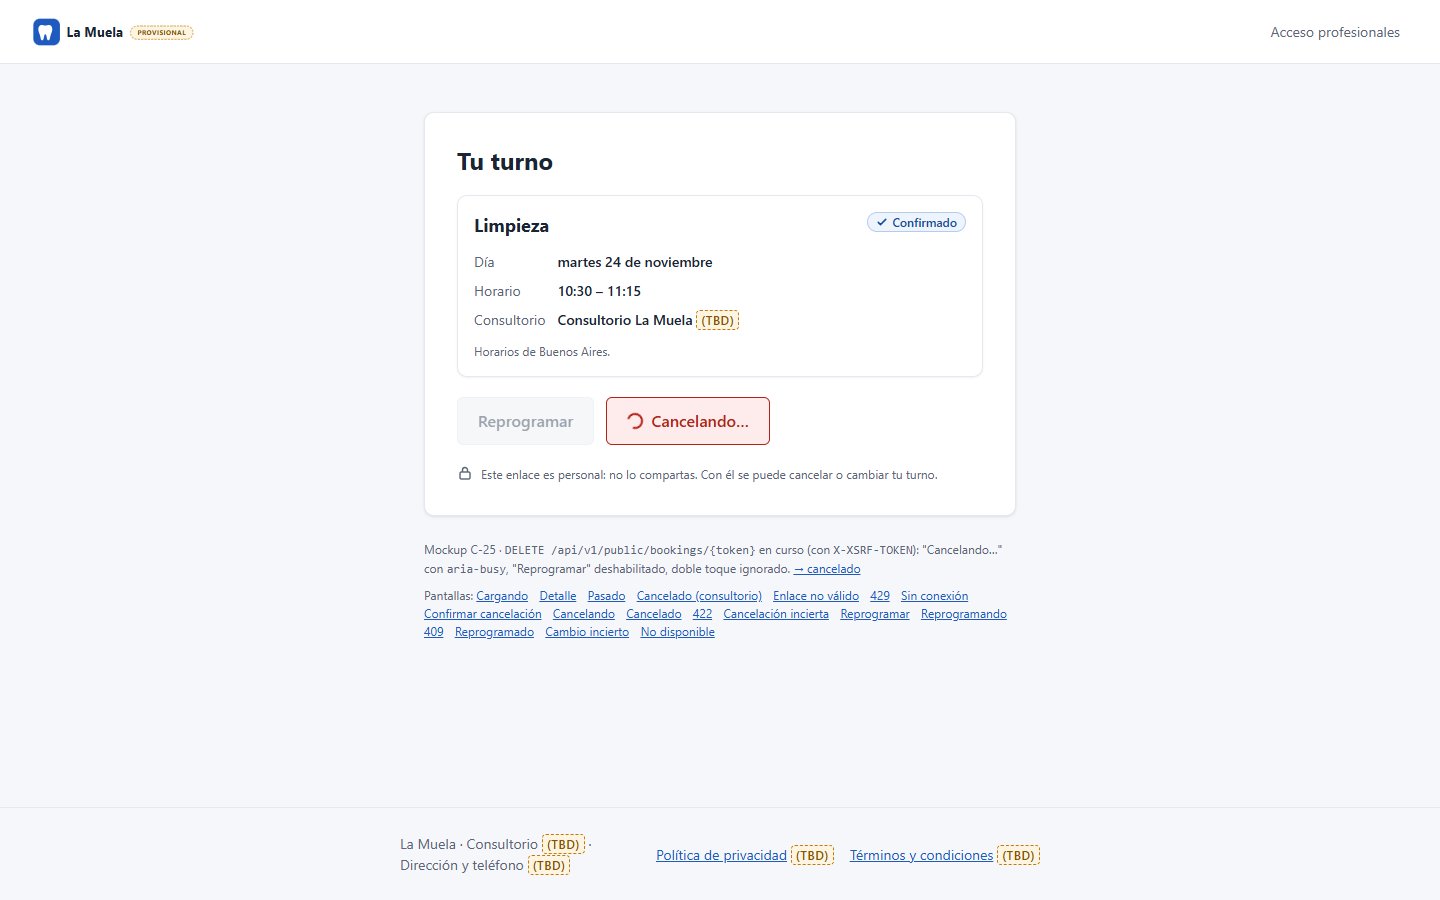 La Muela PROVISIONAL
Acceso profesionales
Tu turno
Limpieza
Confirmado
Día martes 24 de noviembre
Horario 10:30 – 11:15
Consultorio Consultorio La Muela (TBD)
Horarios de Buenos Aires.
Reprogramar
Cancelando...
Este enlace es personal: no lo compartas. Con él se puede cancelar o cambiar tu turno.
Mockup C-25 · DELETE /api/v1/public/bookings/{token} en curso (con X-XSRF-TOKEN): "Cancelando..."
con aria-busy, "Reprogramar" deshabilitado, doble toque ignorado. → cancelado
Pantallas: Cargando Detalle Pasado Cancelado (consultorio) Enlace no válido 429 Sin conexión
Confirmar cancelación Cancelando Cancelado 422 Cancelación incierta Reprogramar Reprogramando
409 Reprogramado Cambio incierto No disponible
La Muela · Consultorio (TBD) ·
Dirección y teléfono (TBD)
Política de privacidad (TBD)
Términos y condiciones (TBD)